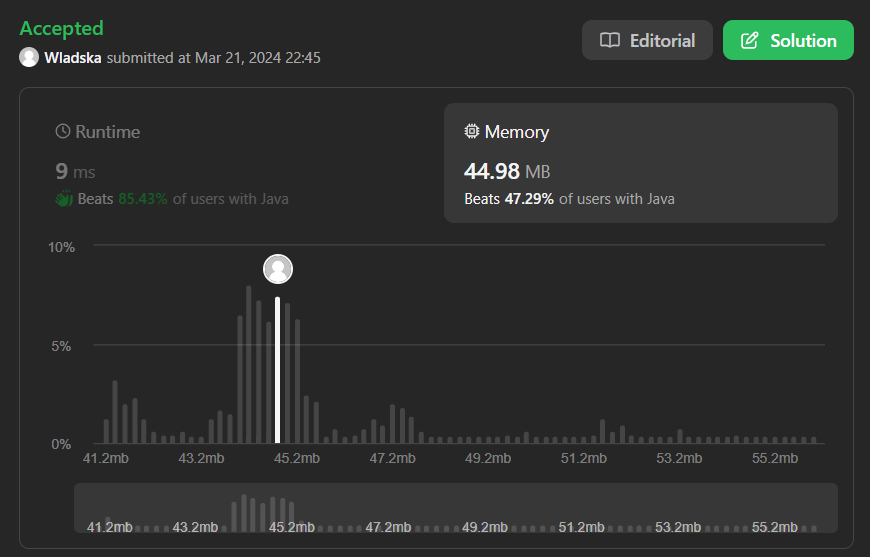 Accepted
Wladska submitted at Mar 21, 2024 22:45
Editorial
Solution
Runtime
9 ms
Beats 85.43% of users with Java
Memory
44.98 MB
Beats 47.29% of users with Java
10%
5%
0%
41.2mb 43.2mb 45.2mb 47.2mb 49.2mb 51.2mb 53.2mb 55.2mb
41.2mb 43.2mb 45.2mb 47.2mb 49.2mb 51.2mb 53.2mb 55.2mb